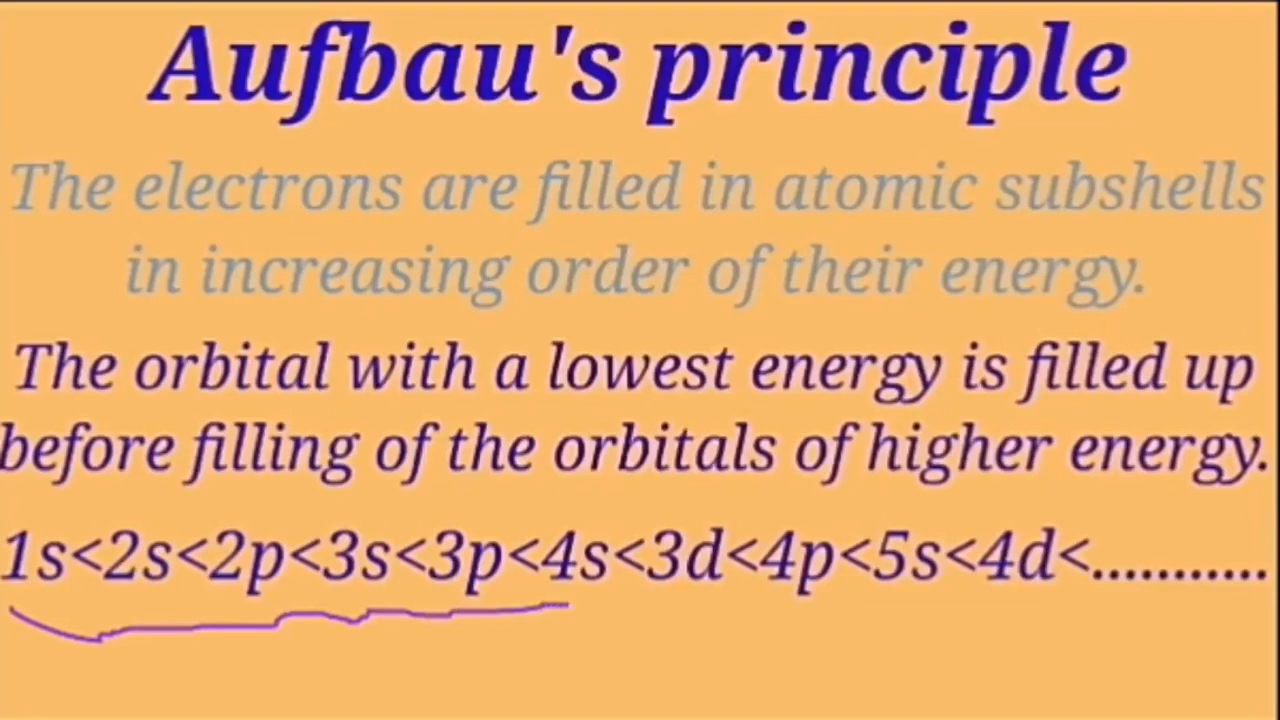 Aufbau's principle
The electrons are filled in atomic subshells
in increasing order of their energy.
The orbital with a lowest energy is filled up
before filling of the orbitals of higher energy.
1s<2s<2p<3s<3p<4s<3d<4p<5s<4d<...........